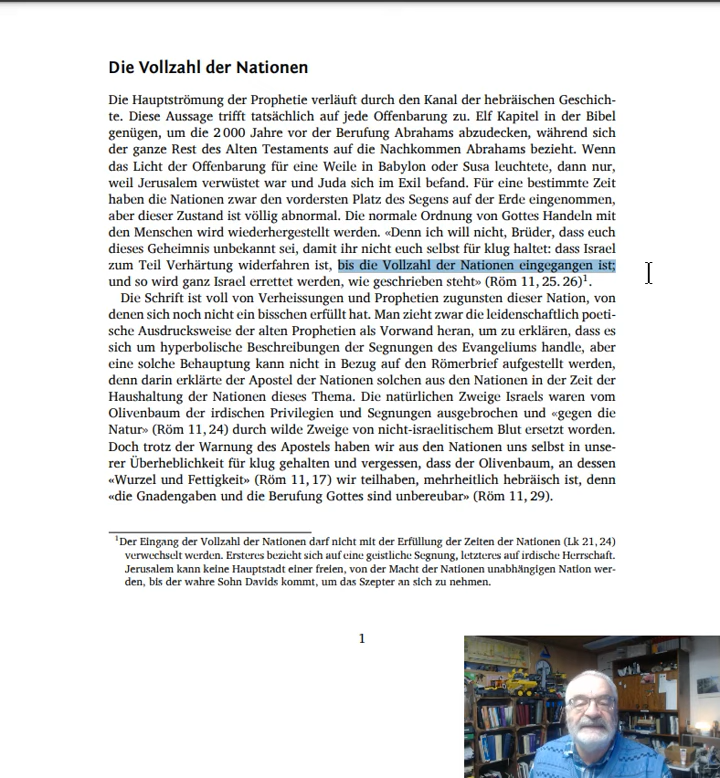 Die Vollzahl der Nationen
Die Hauptströmung der Prophetie verläuft durch den Kanal der hebräischen Geschich-
te. Diese Aussage trifft tatsächlich auf jede Offenbarung zu. Elf Kapitel in der Bibel
genügen, um die 2 000 Jahre vor der Berufung Abrahams abzudecken, während sich
der ganze Rest des Alten Testaments auf die Nachkommen Abrahams bezieht. Wenn
das Licht der Offenbarung für eine Weile in Babylon oder Susa leuchtete, dann nur,
weil Jerusalem verwüstet war und Juda sich im Exil befand. Für eine bestimmte Zeit
haben die Nationen zwar den vordersten Platz des Segens auf der Erde eingenommen,
aber dieser Zustand ist völlig abnormal. Die normale Ordnung von Gottes Handeln mit
den Menschen wird wiederhergestellt werden. «Denn ich will nicht, Brüder, dass euch
dieses Geheimnis unbekannt sei, damit ihr nicht euch selbst für klug haltet: dass Israel
zum Teil Verhärtung widerfahren ist, bis die Vollzahl der Nationen eingegangen ist;
und so wird ganz Israel errettet werden, wie geschrieben steht» (Röm 11, 25. 26)¹.
Die Schrift ist voll von Verheissungen und Prophetien zugunsten dieser Nation, von
denen sich noch nicht ein bisschen erfüllt hat. Man zieht zwar die leidenschaftlich poeti-
sche Ausdrucksweise der alten Prophetien als Vorwand heran, um zu erklären, dass es
sich um hyperbolische Beschreibungen der Segnungen des Evangeliums handle, aber
eine solche Behauptung kann nicht in Bezug auf den Römerbrief aufgestellt werden,
denn darin erklärte der Apostel der Nationen solchen aus den Nationen in der Zeit der
Haushaltung der Nationen dieses Thema. Die natürlichen Zweige Israels waren vom
Olivenbaum der irdischen Privilegien und Segnungen ausgebrochen und «gegen die
Natur» (Röm 11, 24) durch wilde Zweige von nicht-israelitischem Blut ersetzt worden.
Doch trotz der Warnung des Apostels haben wir aus den Nationen uns selbst in unse-
rer Überheblichkeit für klug gehalten und vergessen, dass der Olivenbaum, an dessen
«Wurzel und Fettigkeit» (Röm 11, 17) wir teilhaben, mehrheitlich hebräisch ist, denn
«die Gnadengaben und die Berufung Gottes sind unbereubar» (Röm 11, 29).
¹Der Eingang der Vollzahl der Nationen darf nicht mit der Erfüllung der Zeiten der Nationen (Lk 21, 24)
verwechselt werden. Ersteres bezieht sich auf eine geistliche Segnung, letzteres auf irdische Herrschaft.
Jerusalem kann keine Hauptstadt einer freien, von der Macht der Nationen unabhängigen Nation wer-
den, bis der wahre Sohn Davids kommt, um das Szepter an sich zu nehmen.
1